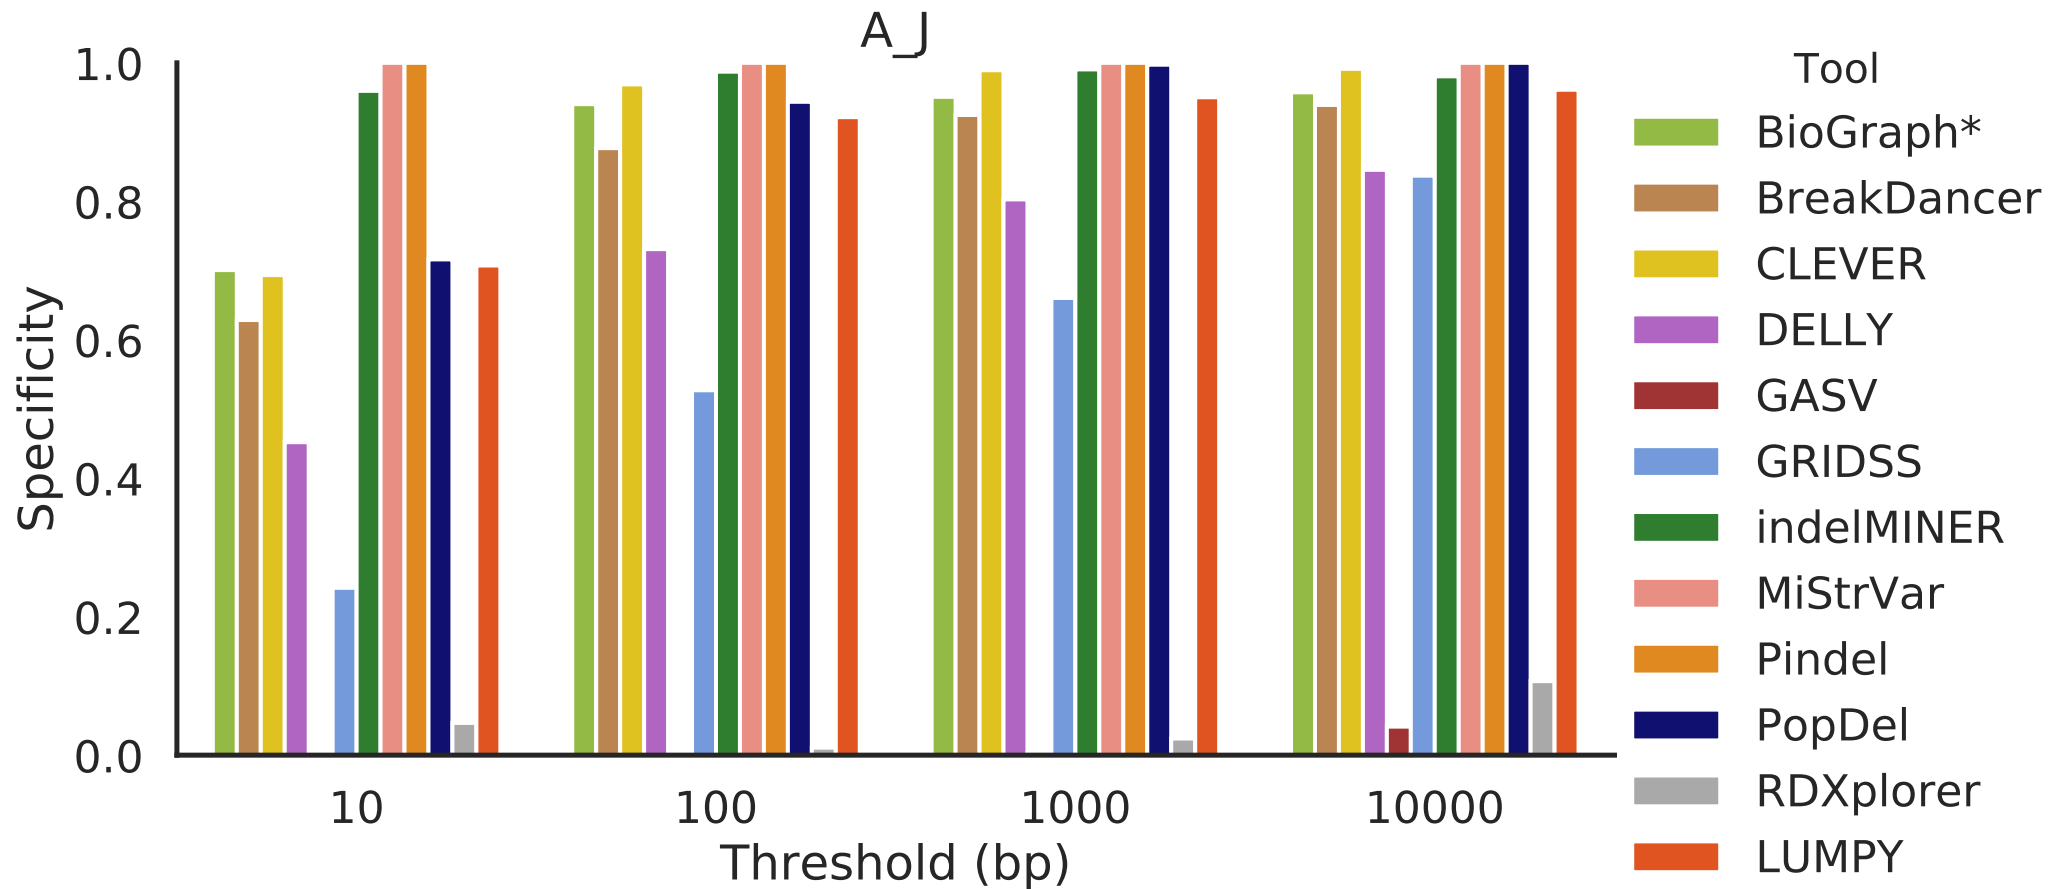 A_J
1.0
0.8
0.6
0.4
0.2
0.0
Specificity
10
100
1000
10000
Threshold (bp)
Tool
BioGraph*
BreakDancer
CLEVER
DELLY
GASV
GRIDSS
indelMINER
MiStrVar
Pindel
PopDel
RDXplorer
LUMPY